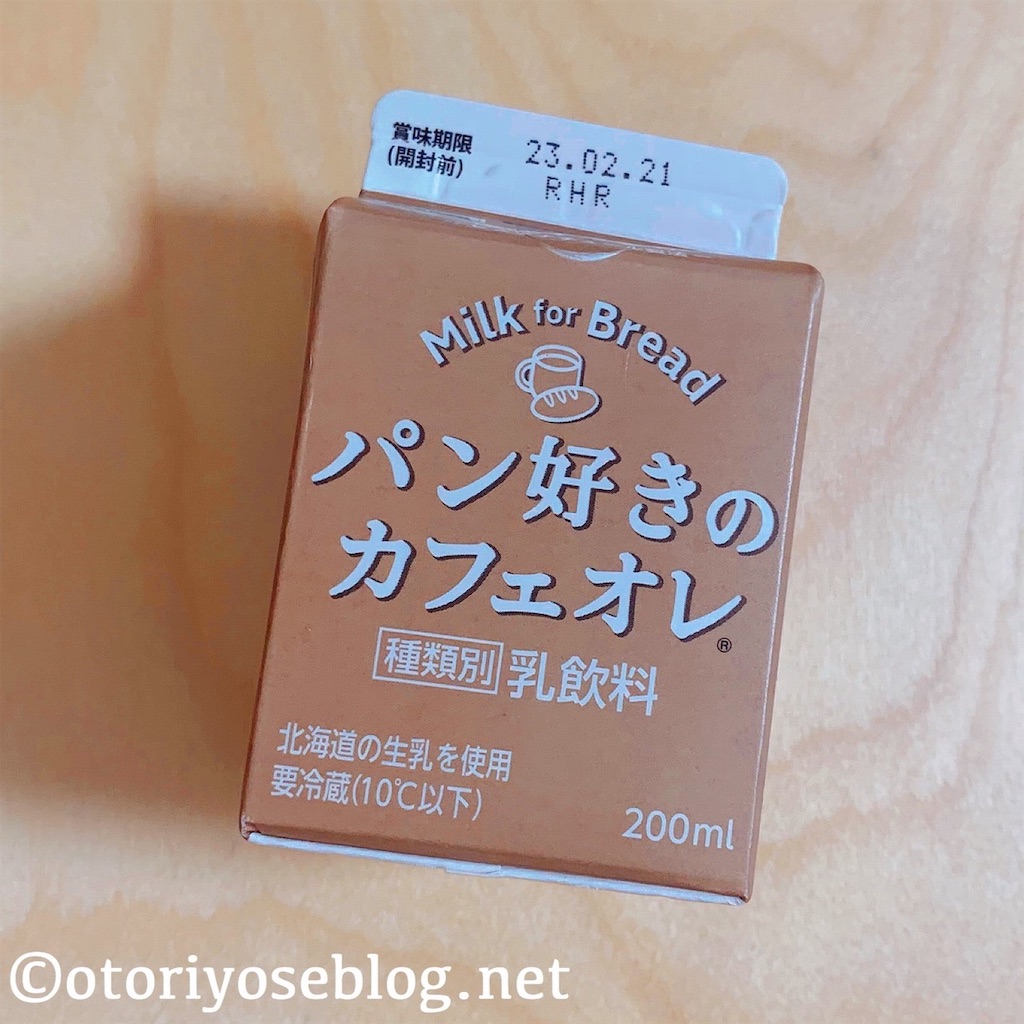 賞味期限
(開封前)
23.02.21
RHR
Milk for Bread
パン好きの
カフェオレ®
種類別 乳飲料
北海道の生乳を使用
要冷蔵(10℃以下)
200ml
©otoriyoseblog.net